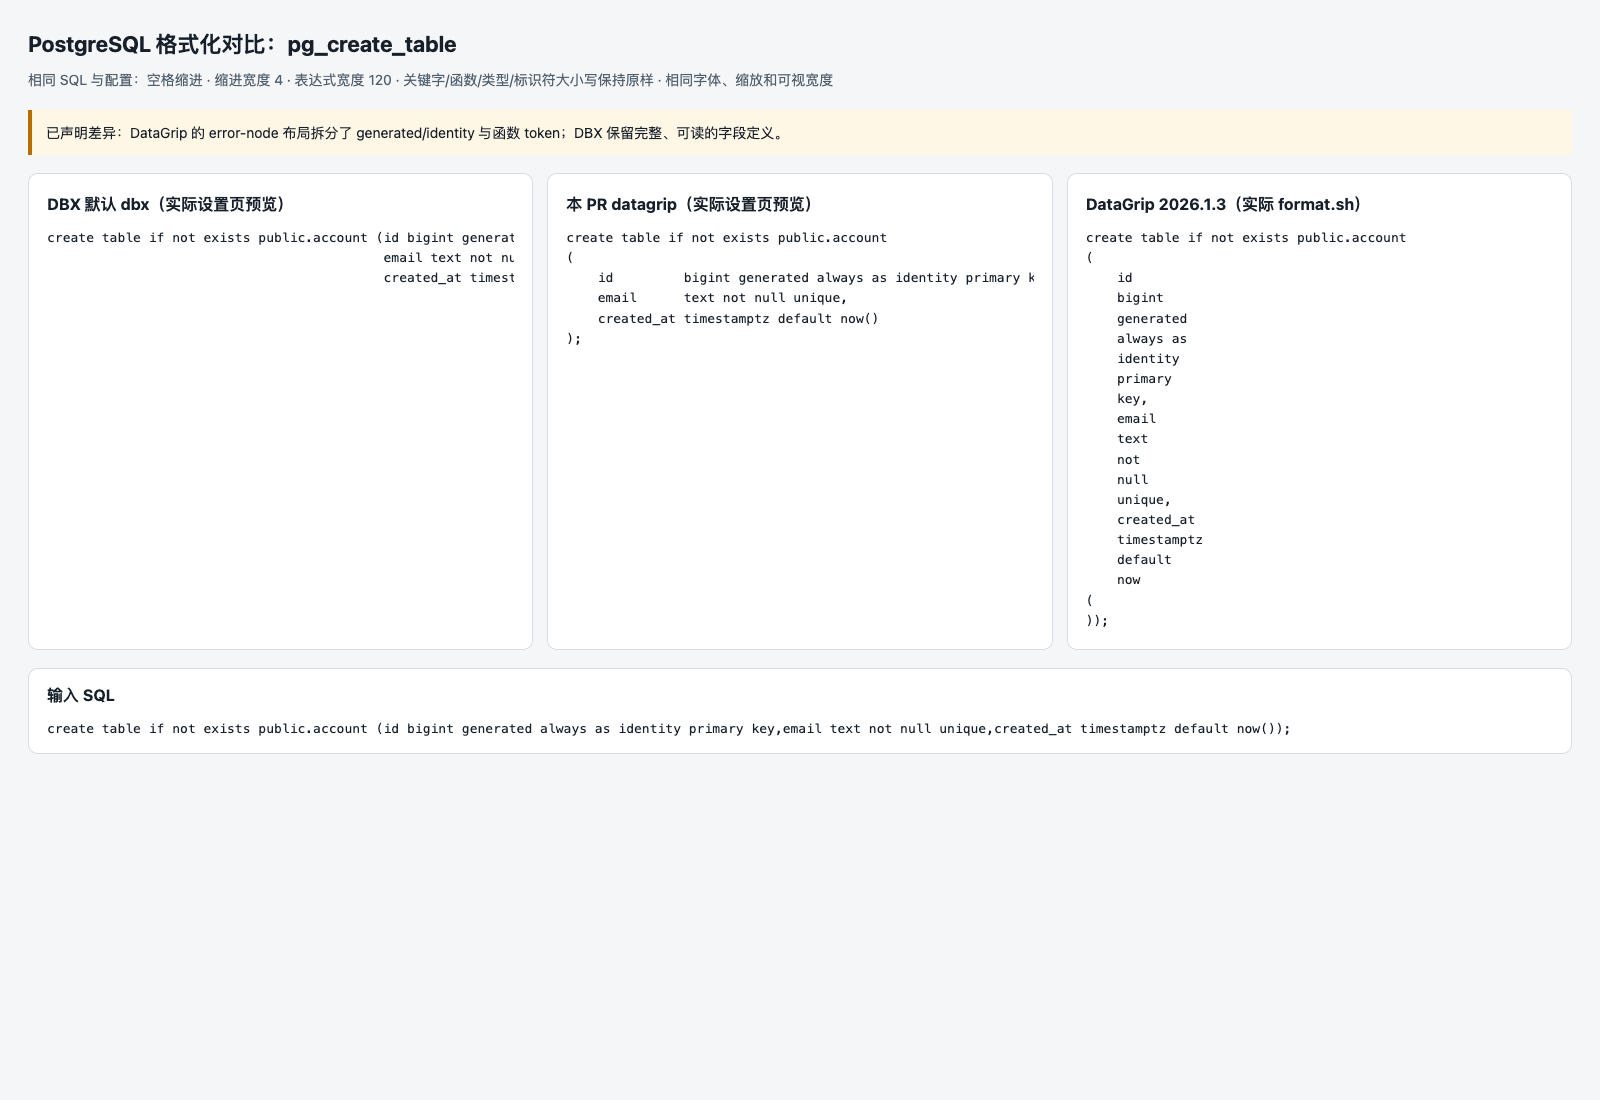 PostgreSQL 格式化对比：pg_create_table
相同 SQL 与配置：空格缩进 · 缩进宽度 4 · 表达式宽度 120 · 关键字/函数/类型/标识符大小写保持原样 · 相同字体、缩放和可视宽度
已声明差异：DataGrip 的 error-node 布局拆分了 generated/identity 与函数 token；DBX 保留完整、可读的字段定义。
DBX 默认 dbx（实际设置页预览）
create table if not exists public.account (id bigint generat
email text not nu
created_at timest
本 PR datagrip（实际设置页预览）
create table if not exists public.account
(
    id         bigint generated always as identity primary k
    email      text not null unique,
    created_at timestamptz default now()
);
DataGrip 2026.1.3（实际 format.sh）
create table if not exists public.account
(
    id
    bigint
    generated
    always as
    identity
    primary
    key,
    email
    text
    not
    null
    unique,
    created_at
    timestamptz
    default
    now
(
));
输入 SQL
create table if not exists public.account (id bigint generated always as identity primary key,email text not null unique,created_at timestamptz default now());